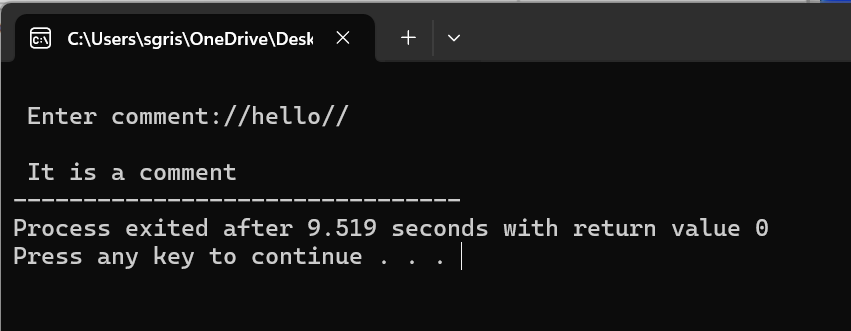 C:\Users\sgris\OneDrive\Desk
Enter comment://hello//
It is a comment
--------------------------------
Process exited after 9.519 seconds with return value 0
Press any key to continue . . .